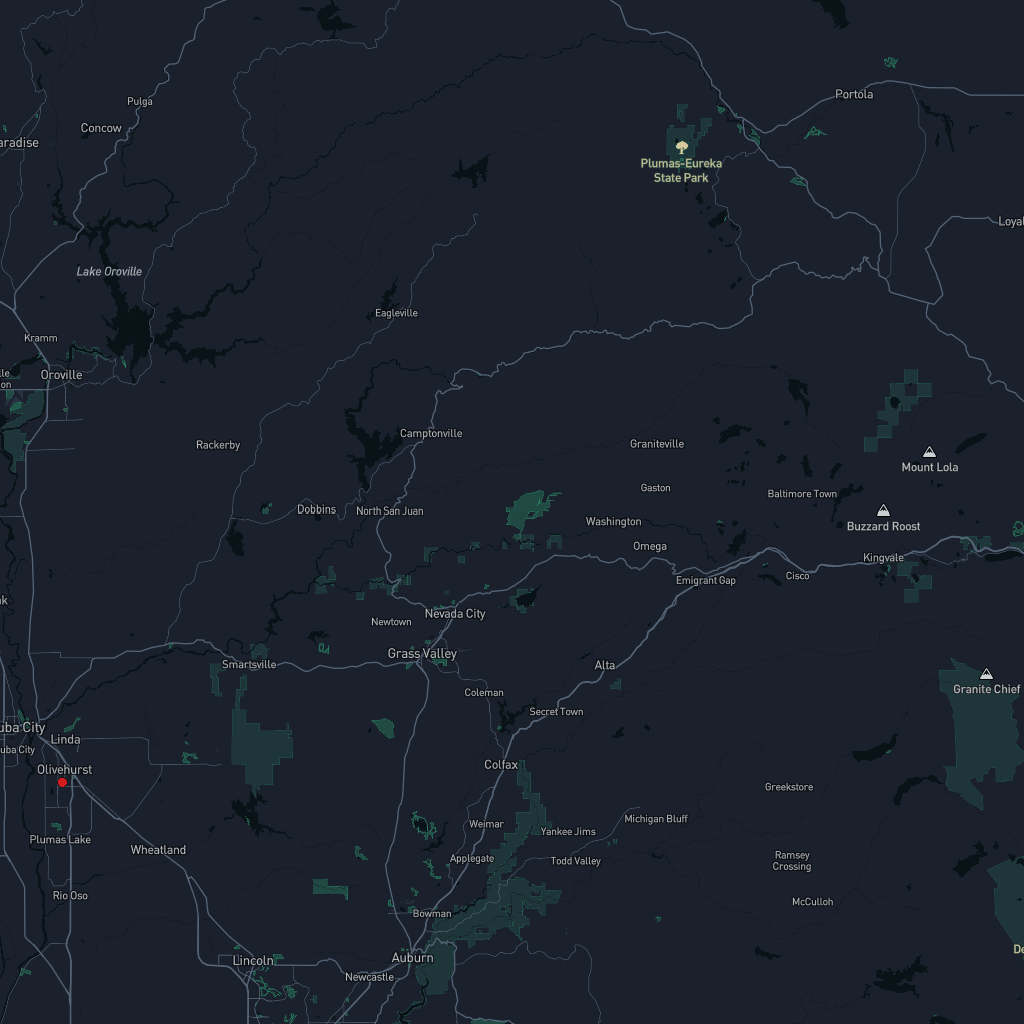 Portola
Pulga
Concow
aradise
Plumas-Eureka
State Park
Loyal
Lake Oroville
Eagleville
Kramm
lle
on
Oroville
Camptonville
Rackerby
Graniteville
Mount Lola
Gaston
Baltimore Town
Dobbins
North San Juan
Washington
Buzzard Roost
Omega
Kingvale
Emigrant Gap
Cisco
k
Nevada City
Newtown
Grass Valley
Smartsville
Alta
Granite Chief
Coleman
Secret Town
uba City
Linda
uba City
Colfax
Olivehurst
Greekstore
Michigan Bluff
Weimar
Yankee Jims
Plumas Lake
Wheatland
Applegate
Todd Valley
Ramsey
Crossing
Rio Oso
McCulloh
Bowman
De
Auburn
Lincoln
Newcastle